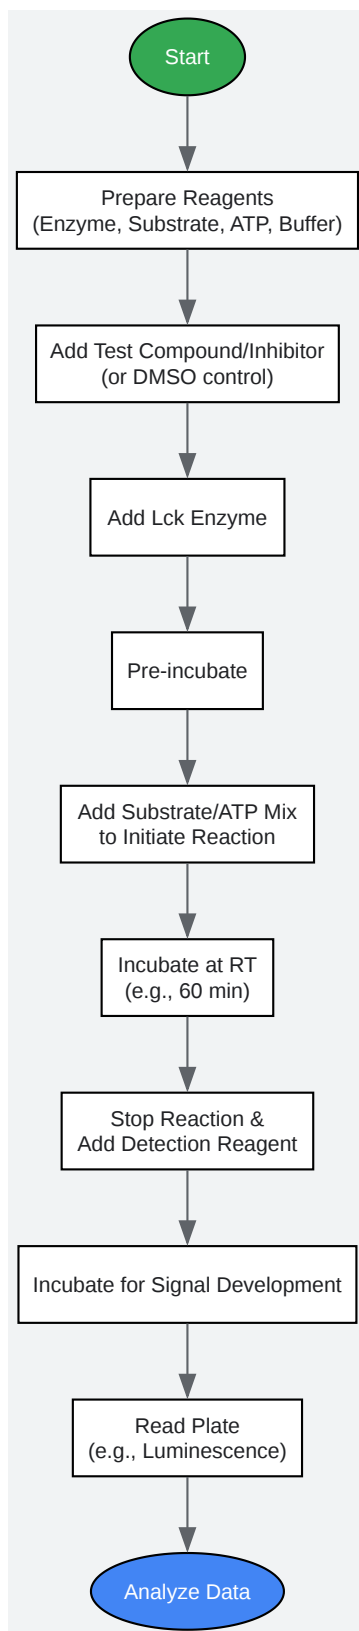 Start
Prepare Reagents
(Enzyme, Substrate, ATP, Buffer)
Add Test Compound/Inhibitor
(or DMSO control)
Add Lck Enzyme
Pre-incubate
Add Substrate/ATP Mix
to Initiate Reaction
Incubate at RT
(e.g., 60 min)
Stop Reaction &
Add Detection Reagent
Incubate for Signal Development
Read Plate
(e.g., Luminescence)
Analyze Data